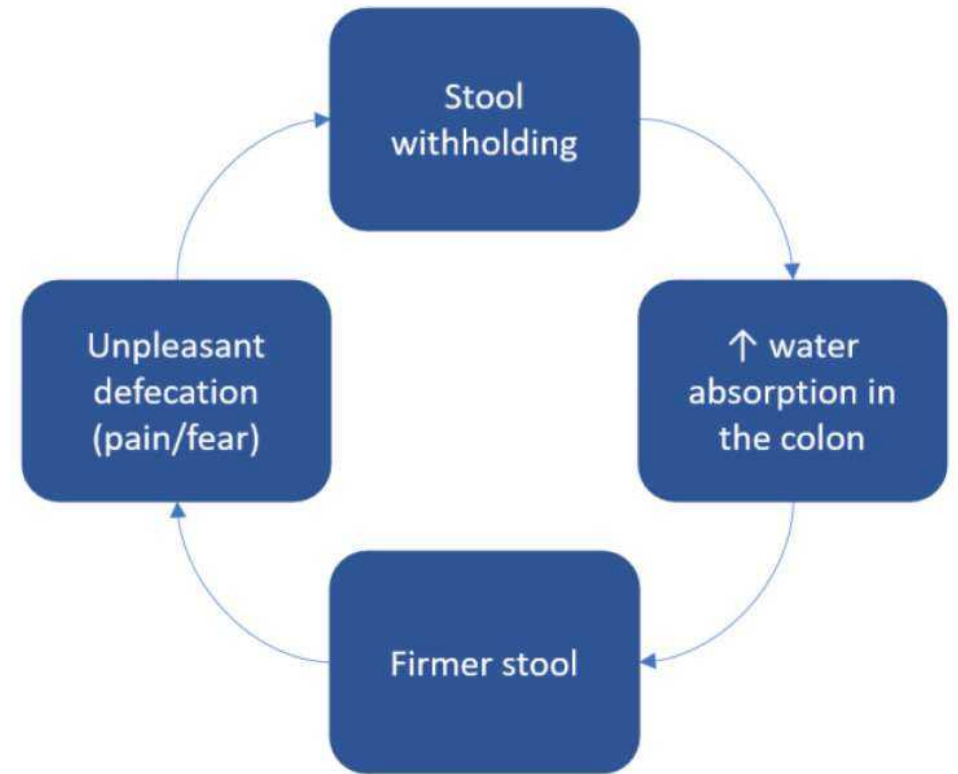 Stool
withholding
↑ water
absorption in
the colon
Firmer stool
Unpleasant
defecation
(pain/fear)